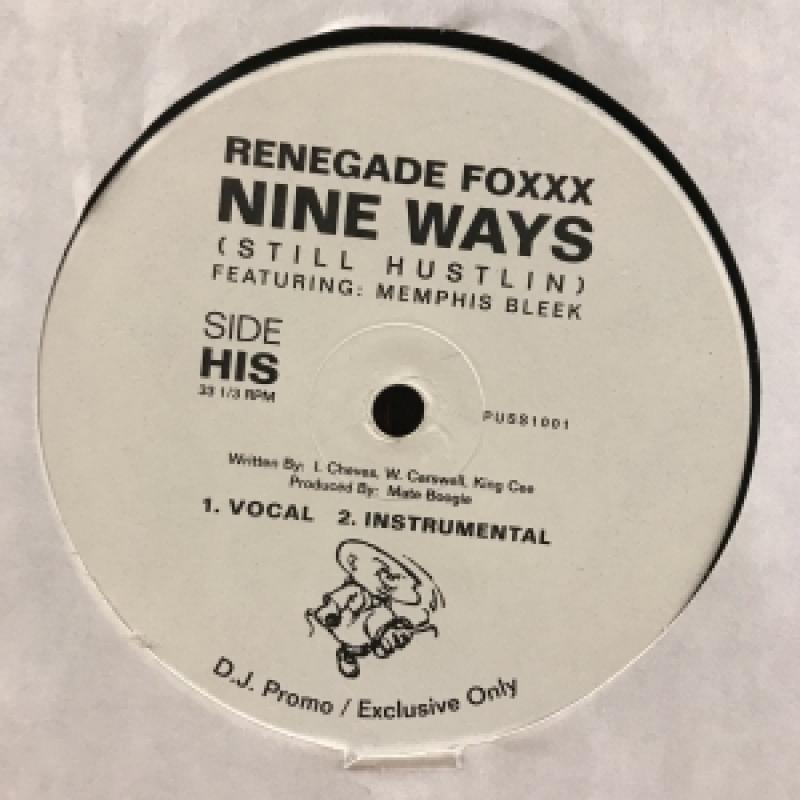 RENEGADE FOXXX
NINE WAYS
(STILL HUSTLIN)
FEATURING: MEMPHIS BLEEK
SIDE
HIS
33 1/3 RPM
PUSS1001
Written By: I. Chaves, W. Carswell, King Cee
Produced By: Mate Boogie
1. VOCAL 2. INSTRUMENTAL
D.J. Promo / Exclusive Only